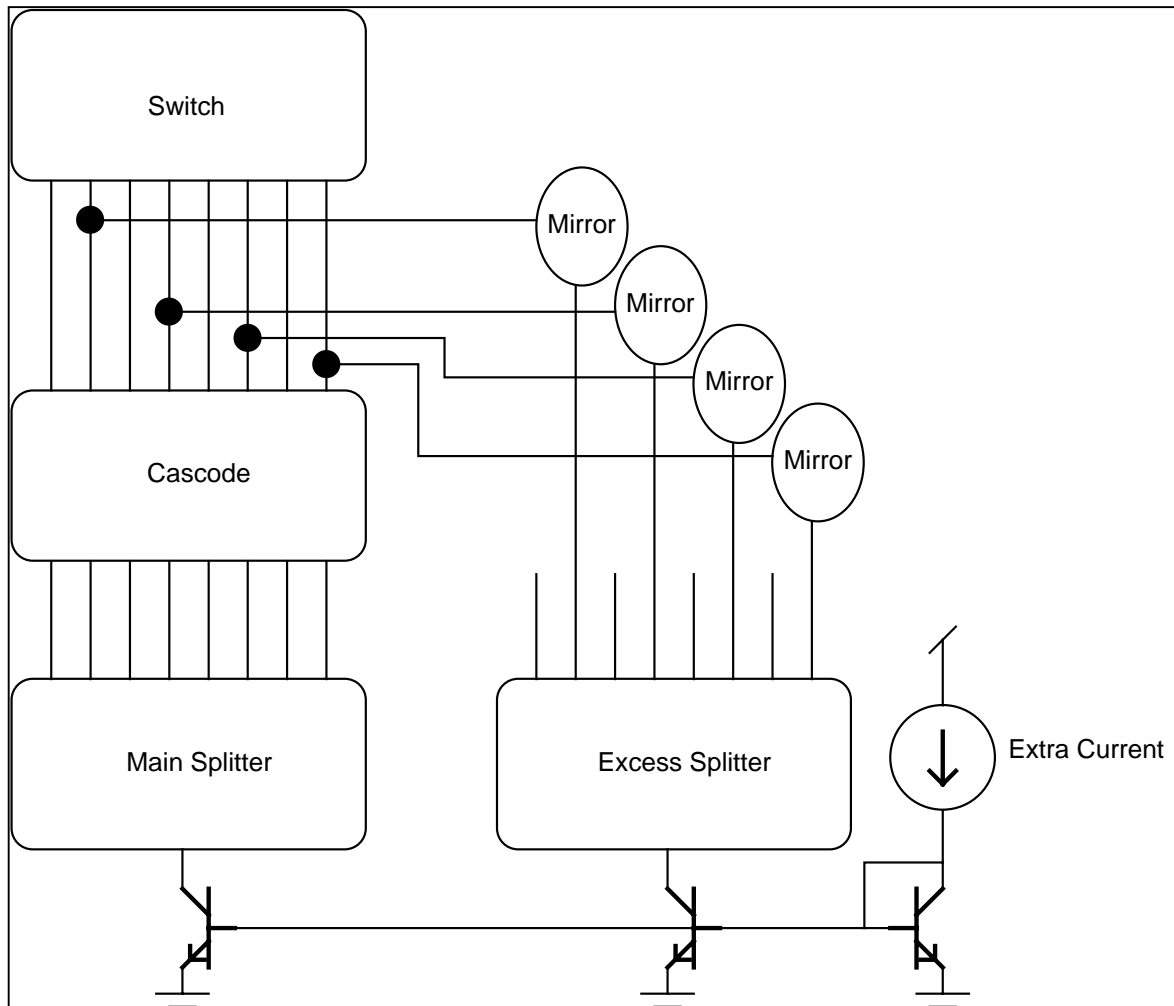 Switch
Mirror
Mirror
Mirror
Mirror
Cascode
Main Splitter
Excess Splitter
Extra Current